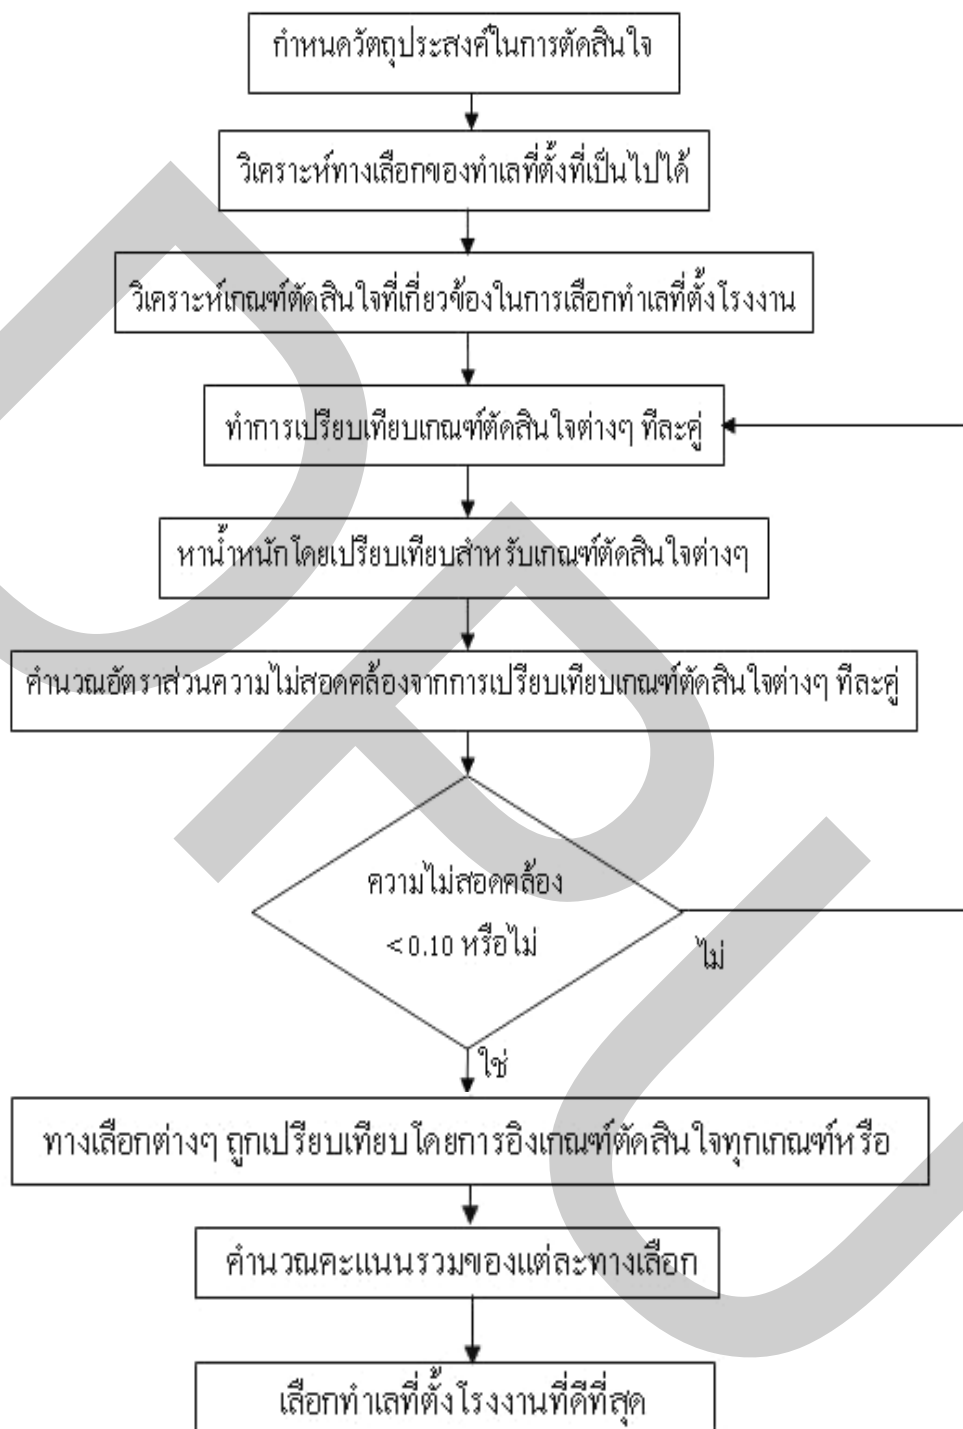 กำหนดวัตถุประสงค์ในการตัดสินใจ
วิเคราะห์ทางเลือกของทำเลที่ตั้งที่เป็นไปได้
วิเคราะห์เกณฑ์ตัดสินใจที่เกี่ยวข้องในการเลือกทำเลที่ตั้งโรงงาน
ทำการเปรียบเทียบเกณฑ์ตัดสินใจต่างๆ ทีละคู่
หาน้ำหนักโดยเปรียบเทียบสำหรับเกณฑ์ตัดสินใจต่างๆ
คำนวณอัตราส่วนความไม่สอดคล้องจากการเปรียบเทียบเกณฑ์ตัดสินใจต่างๆ ทีละคู่
ความไม่สอดคล้อง
<0.10 หรือไม่
ไม่
ใช่
ทางเลือกต่างๆ ถูกเปรียบเทียบโดยการอิงเกณฑ์ตัดสินใจทุกเกณฑ์หรือ
คำนวณคะแนนรวมของแต่ละทางเลือก
เลือกทำเลที่ตั้งโรงงานที่ดีที่สุด
DPU